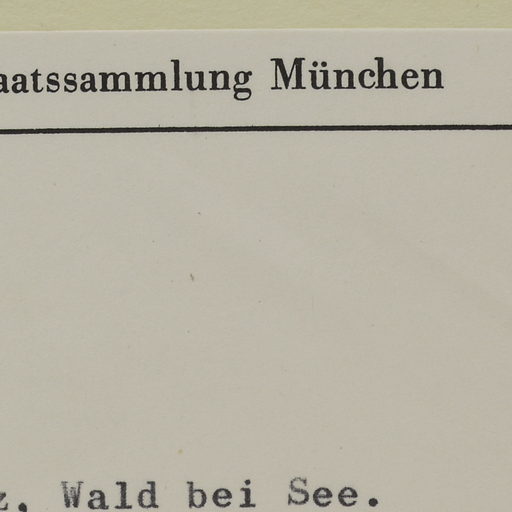 aatssammlung München
z, Wald bei See.